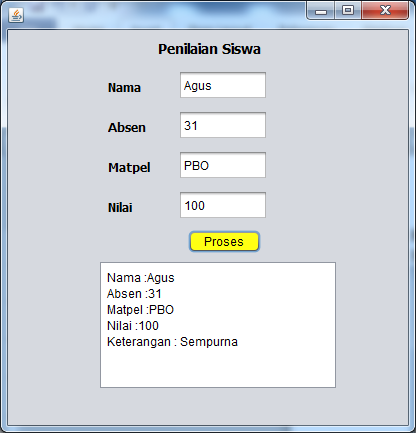 Penilaian Siswa
Nama Agus
Absen 31
Matpel PBO
Nilai 100
Proses
Nama :Agus
Absen :31
Matpel :PBO
Nilai :100
Keterangan : Sempurna